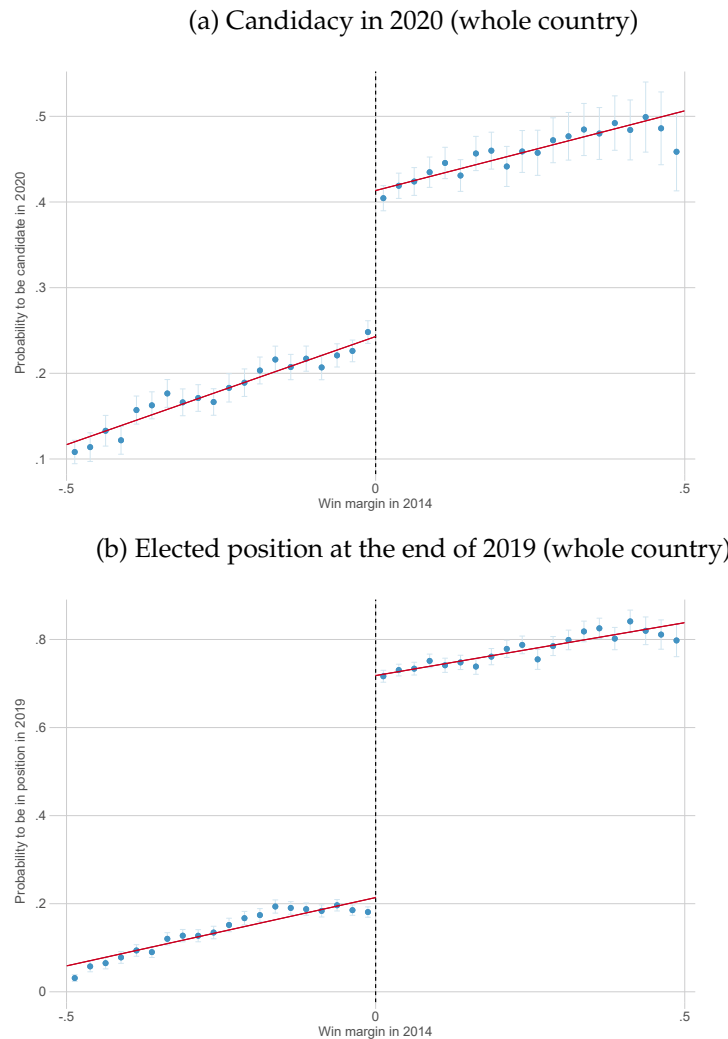 (a) Candidacy in 2020 (whole country)
Probability to be candidate in 2020
.5
.4
.3
.2
.1
-.5 0 .5
Win margin in 2014
(b) Elected position at the end of 2019 (whole country)
Probability to be in position in 2019
.8
.6
.4
.2
0
-.5 0 .5
Win margin in 2014